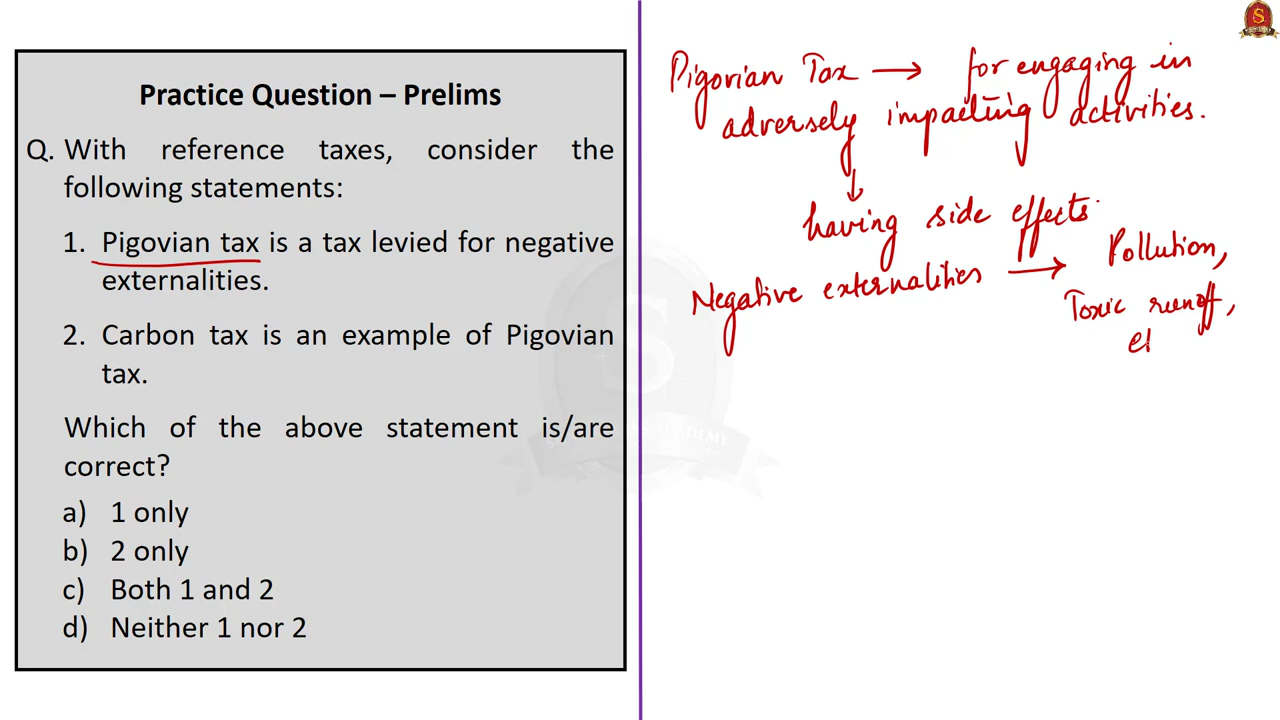 Practice Question – Prelims
Q. With reference taxes, consider the
following statements:
1. Pigovian tax is a tax levied for negative
externalities.
2. Carbon tax is an example of Pigovian
tax.
Which of the above statement is/are
correct?
a) 1 only
b) 2 only
c) Both 1 and 2
d) Neither 1 nor 2
Pigovian Tax → for engaging in
adversely impacting activities.
↓
having side effects.
Negative externalities → Pollution,
Toxic runoff,
ACADEMY